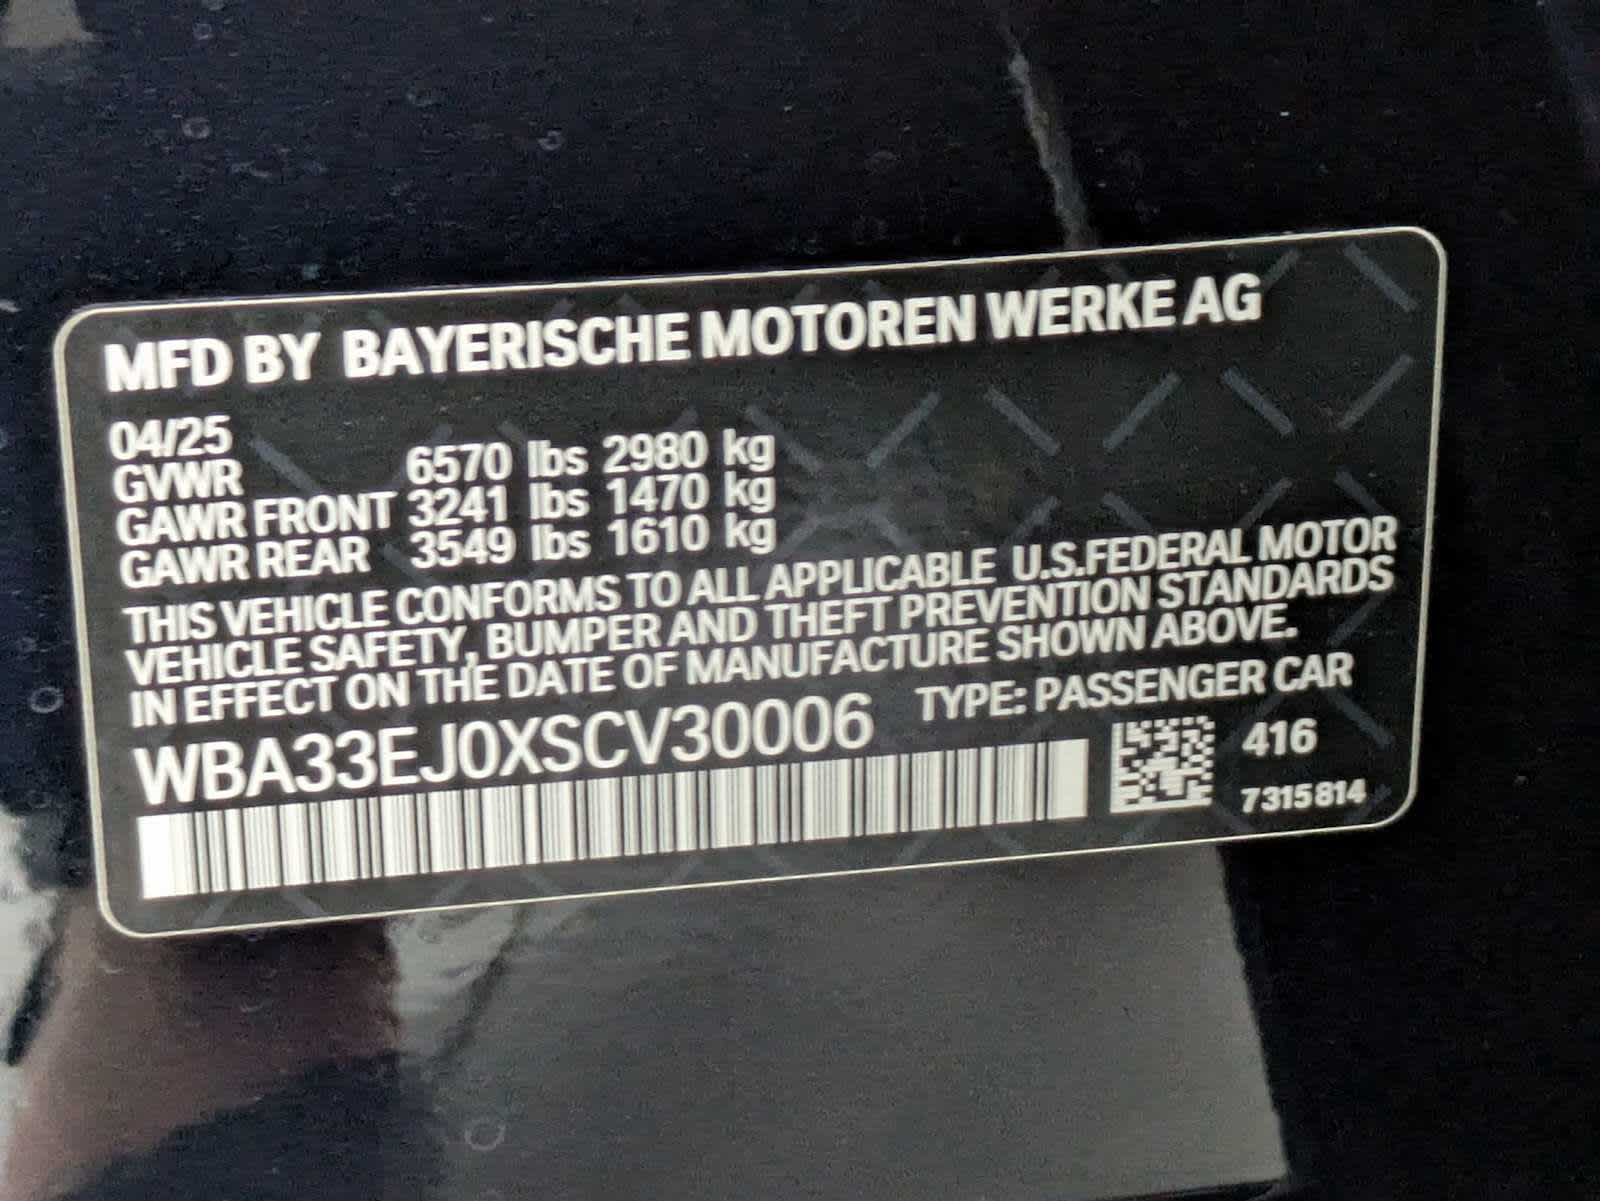 MFD BY BAYERISCHE MOTOREN WERKE AG
04/25
GVWR 6570 lbs 2980 kg
GAWR FRONT 3241 lbs 1470 kg
GAWR REAR 3549 lbs 1610 kg
THIS VEHICLE CONFORMS TO ALL APPLICABLE U.S.FEDERAL MOTOR
VEHICLE SAFETY, BUMPER AND THEFT PREVENTION STANDARDS
IN EFFECT ON THE DATE OF MANUFACTURE SHOWN ABOVE.
WBA33EJ0XSCV30006 TYPE: PASSENGER CAR
416
7315814